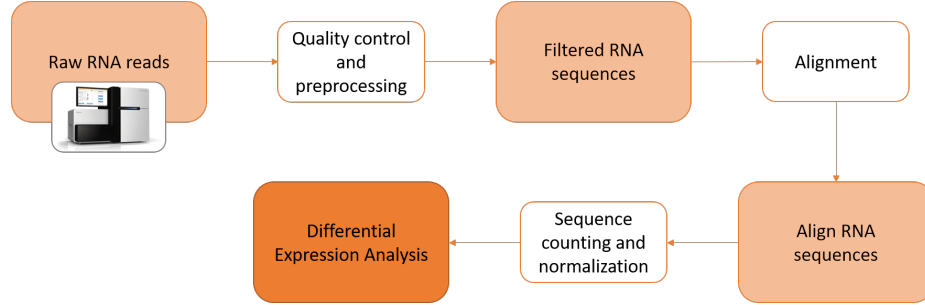 Raw RNA reads
Quality control
and
preprocessing
Filtered RNA
sequences
Alignment
Align RNA
sequences
Sequence
counting and
normalization
Differential
Expression Analysis